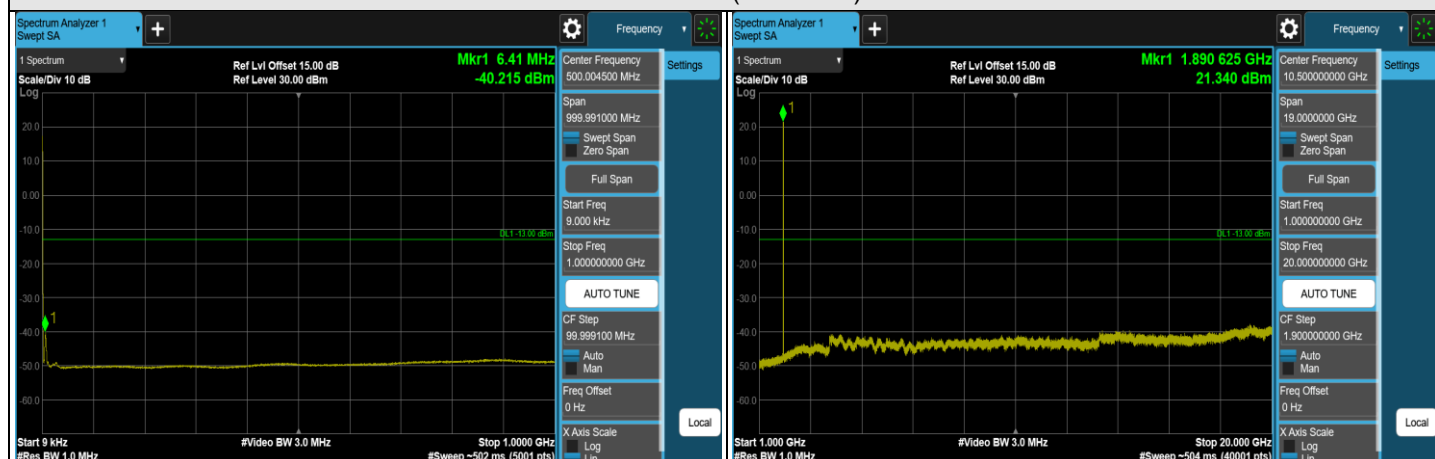 Spectrum Analyzer 1
Swept SA
+
Frequency
Settings
1 Spectrum
Scale/Div 10 dB
Log
Ref Lvl Offset 15.00 dB
Ref Level 30.00 dBm
Mkr1 6.41 MHz
-40.215 dBm
1
20.0
10.0
0.00
-10.0
-20.0
-30.0
-40.0
-50.0
-60.0
DL1 -13.00 dBm
Start 9 kHz
#Res BW 1.0 MHz
#Video BW 3.0 MHz
Stop 1.0000 GHz
#Sweep ~502 ms (5001 pts)
Center Frequency
500.004500 MHz
Span
999.991000 MHz
Swept Span
Zero Span
Full Span
Start Freq
9.000 kHz
Stop Freq
1.000000000 GHz
AUTO TUNE
CF Step
99.999100 MHz
Auto
Man
Freq Offset
0 Hz
X Axis Scale
Log
Lin
Local
Spectrum Analyzer 1
Swept SA
+
Frequency
Settings
1 Spectrum
Scale/Div 10 dB
Log
Ref Lvl Offset 15.00 dB
Ref Level 30.00 dBm
Mkr1 1.890 625 GHz
21.340 dBm
1
20.0
10.0
0.00
-10.0
-20.0
-30.0
-40.0
-50.0
-60.0
DL1 -13.00 dBm
Start 1.000 GHz
#Res BW 1.0 MHz
#Video BW 3.0 MHz
Stop 20.000 GHz
#Sweep ~504 ms (40001 pts)
Center Frequency
10.500000000 GHz
Span
19.0000000 GHz
Swept Span
Zero Span
Full Span
Start Freq
1.000000000 GHz
Stop Freq
20.000000000 GHz
AUTO TUNE
CF Step
1.900000000 GHz
Auto
Man
Freq Offset
0 Hz
X Axis Scale
Log
Lin
Local